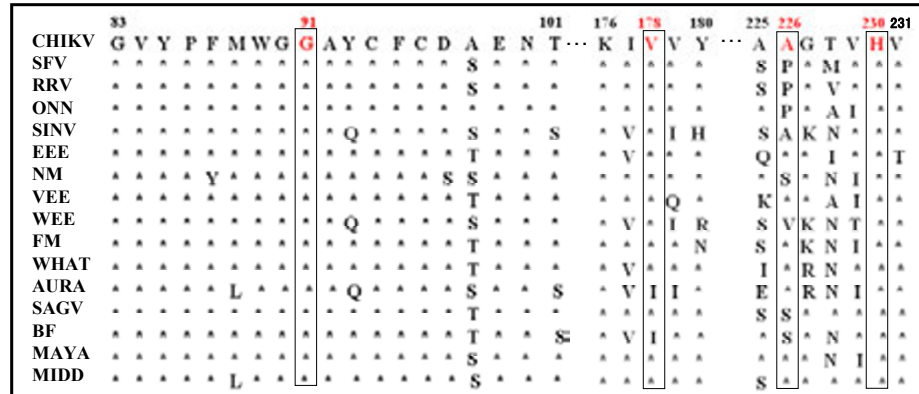 83 91 101 176 178 180 225 226 230 231
CHIKV G V Y P F M W G G A Y C F C D A E N T ··· K I V V Y ··· A A G T V H V
SFV * * * * * * * * * * * * * * * S * * * * * * * * S P * M * * *
RRV * * * * * * * * * * * * * * * S * * * * * * * * S P * V * * *
ONN * * * * * * * * * * * * * * * * * * * * * * * * * P * A I * *
SINV * * * * * * * * * * Q * * * * S * * S * V * I H S A K N * * *
EEE * * * * * * * * * * * * * * * T * * * * V * * * Q * * I * * T
NM * * * * Y * * * * * * * * * S S * * * * * * * * * S * N I * *
VEE * * * * * * * * * * * * * * * T * * * * * * Q * K * * A I * *
WEE * * * * * * * * * * Q * * * * S * * * * V * I R S V K N T * *
FM * * * * * * * * * * * * * * * T * * * * * * * N S * K N I * *
WHAT * * * * * * * * * * * * * * * T * * * * V * * * I * R N * * *
AURA * * * * * L * * * * Q * * * * S * * S * V I I * E * R N I * *
SAGV * * * * * * * * * * * * * * * T * * * * * * * * S S * * * * *
BF * * * * * * * * * * * * * * * T * * S= * V I * * * S * N * * *
MAYA * * * * * * * * * * * * * * * S * * * * * * * * * * * N I * *
MIDD * * * * * L * * * * * * * * * S * * * * * * * * S * * * * * *